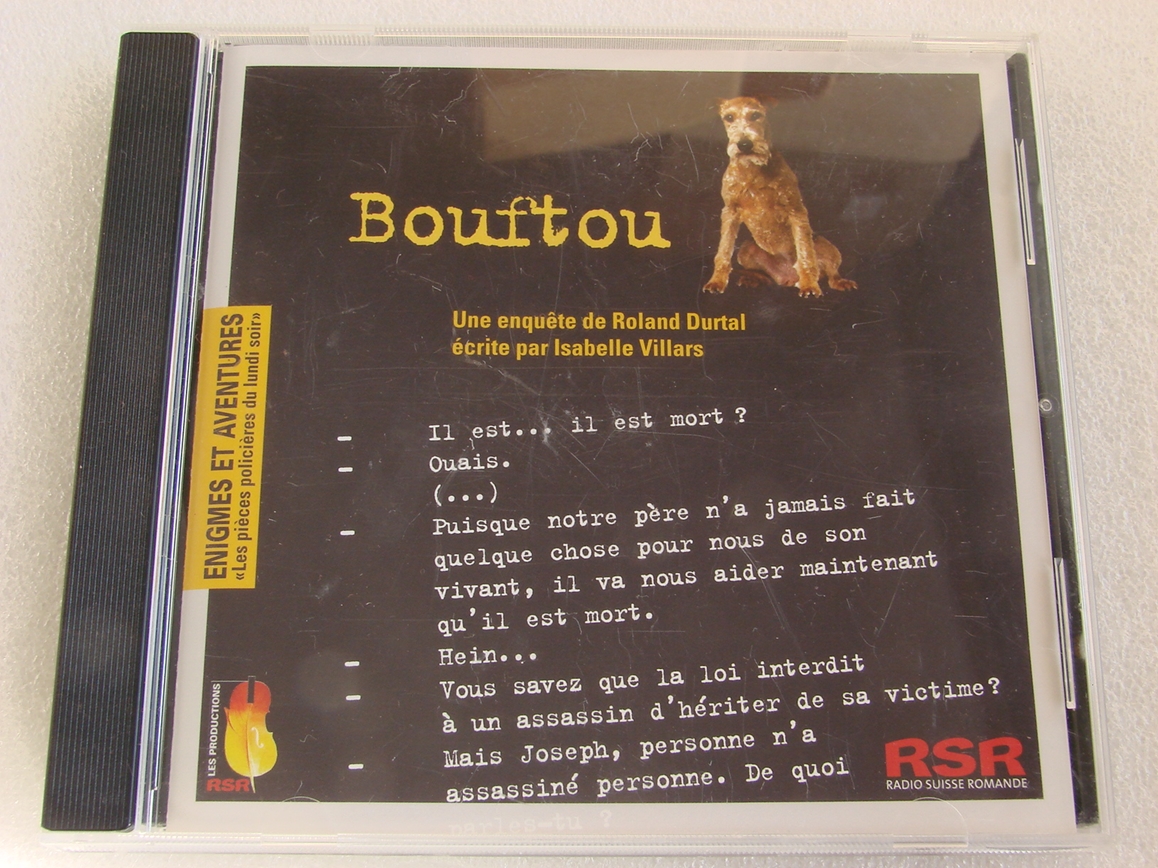 Bouftou
Une enquête de Roland Durtal
écrite par Isabelle Villars
ENIGMES ET AVENTURES
«Les pièces policières du lundi soir»
– Il est... il est mort ?
– Ouais.
(...)
– Puisque notre père n'a jamais fait
quelque chose pour nous de son
vivant, il va nous aider maintenant
qu'il est mort.
– Hein...
– Vous savez que la loi interdit
à un assassin d'hériter de sa victime?
– Mais Joseph, personne n'a
assassiné personne. De quoi
parles-tu ?
LES PRODUCTIONS
RSR
RSR
RADIO SUISSE ROMANDE